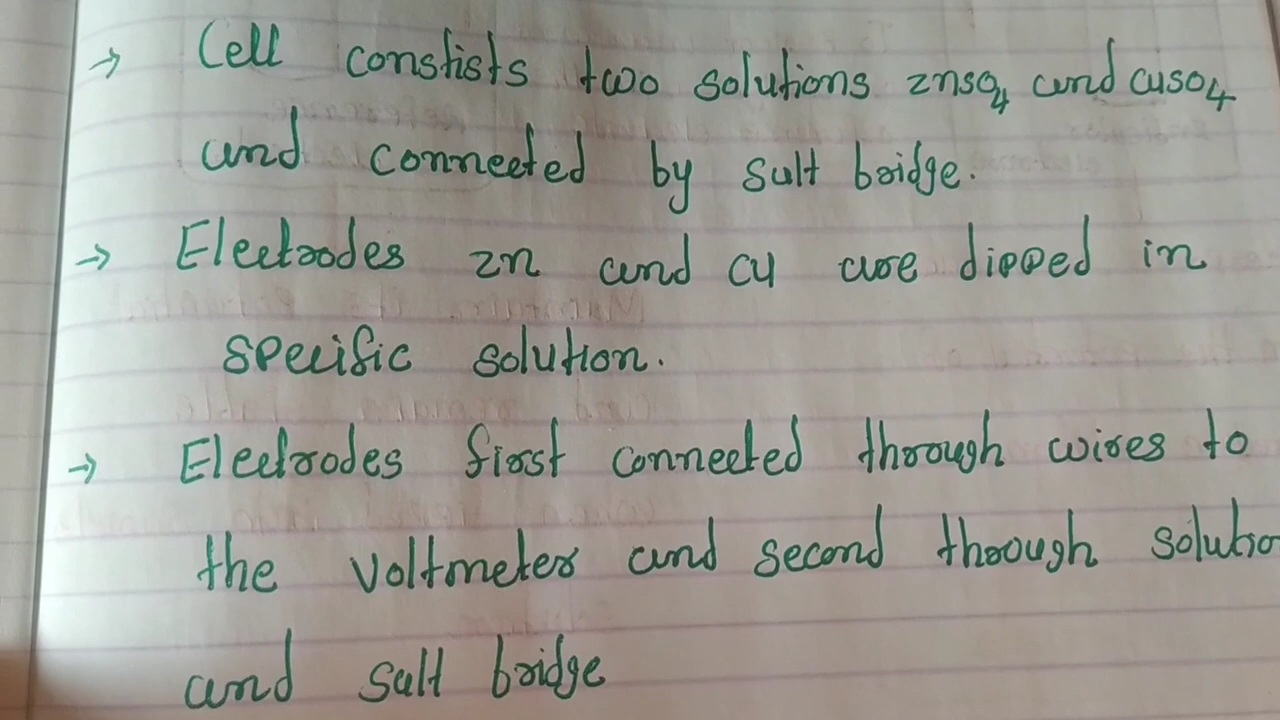 → Cell constists two solutions znso4 and cuso4
and connected by salt bridge.
→ Electrodes zn and cu are dipped in
specific solution.
→ Electrodes first connected through wires to
the voltmeter and second through solutio
and salt bridge